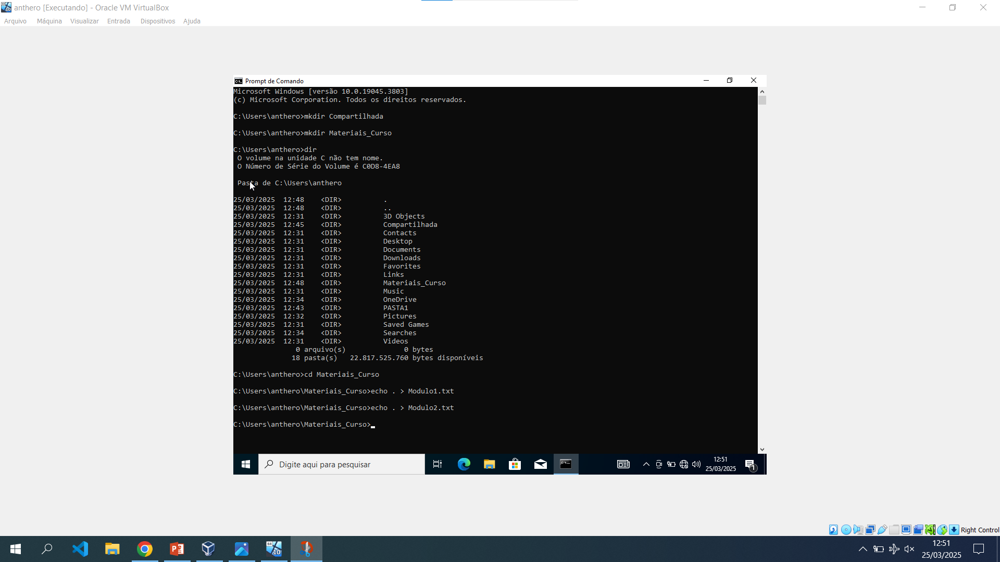 anthero [Executando] - Oracle VM VirtualBox
Arquivo Máquina Visualizar Entrada Dispositivos Ajuda
Prompt de Comando
Microsoft Windows [versão 10.0.19045.3803]
(c) Microsoft Corporation. Todos os direitos reservados.
C:\Users\anthero>mkdir Compartilhada
C:\Users\anthero>mkdir Materiais_Curso
C:\Users\anthero>dir
O volume na unidade C não tem nome.
O Número de Série do Volume é C0D8-4EA8
Pasta de C:\Users\anthero
25/03/2025 12:48 <DIR> .
25/03/2025 12:48 <DIR> ..
25/03/2025 12:31 <DIR> 3D Objects
25/03/2025 12:45 <DIR> Compartilhada
25/03/2025 12:31 <DIR> Contacts
25/03/2025 12:31 <DIR> Desktop
25/03/2025 12:31 <DIR> Documents
25/03/2025 12:31 <DIR> Downloads
25/03/2025 12:31 <DIR> Favorites
25/03/2025 12:31 <DIR> Links
25/03/2025 12:48 <DIR> Materiais_Curso
25/03/2025 12:31 <DIR> Music
25/03/2025 12:34 <DIR> OneDrive
25/03/2025 12:43 <DIR> PASTA1
25/03/2025 12:32 <DIR> Pictures
25/03/2025 12:31 <DIR> Saved Games
25/03/2025 12:34 <DIR> Searches
25/03/2025 12:31 <DIR> Videos
0 arquivo(s) 0 bytes
18 pasta(s) 22.817.525.760 bytes disponíveis
C:\Users\anthero>cd Materiais_Curso
C:\Users\anthero\Materiais_Curso>echo . > Modulo1.txt
C:\Users\anthero\Materiais_Curso>echo . > Modulo2.txt
C:\Users\anthero\Materiais_Curso>
Digite aqui para pesquisar
12:51
25/03/2025
1
Right Control
12:51
25/03/2025